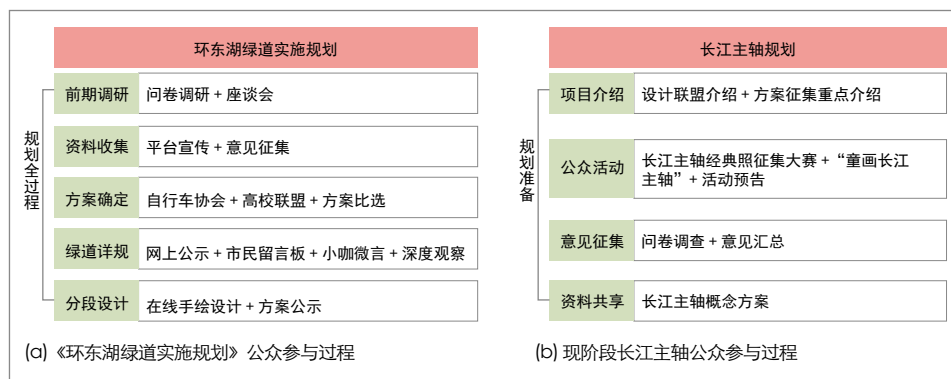 环东湖绿道实施规划
规划全过程
前期调研
问卷调研 + 座谈会
资料收集
平台宣传 + 意见征集
方案确定
自行车协会 + 高校联盟 + 方案比选
绿道详规
网上公示 + 市民留言板 + 小咖微言 + 深度观察
分段设计
在线手绘设计 + 方案公示
(a) 《环东湖绿道实施规划》公众参与过程
长江主轴规划
规划准备
项目介绍
设计联盟介绍 + 方案征集重点介绍
公众活动
长江主轴经典照征集大赛 + “童画长江
主轴” + 活动预告
意见征集
问卷调查 + 意见汇总
资料共享
长江主轴概念方案
(b) 现阶段长江主轴公众参与过程